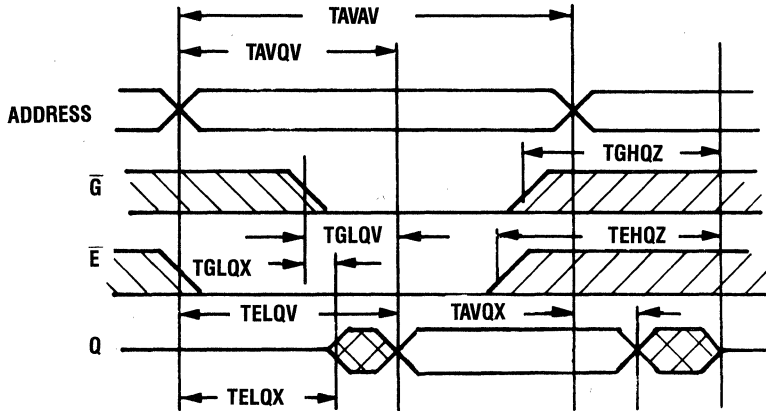 TAVAV
TAVQV
ADDRESS
TGHQZ
G̅
TGLQV
TEHQZ
E̅
TGLQX
TELQV
TAVQX
Q
TELQX